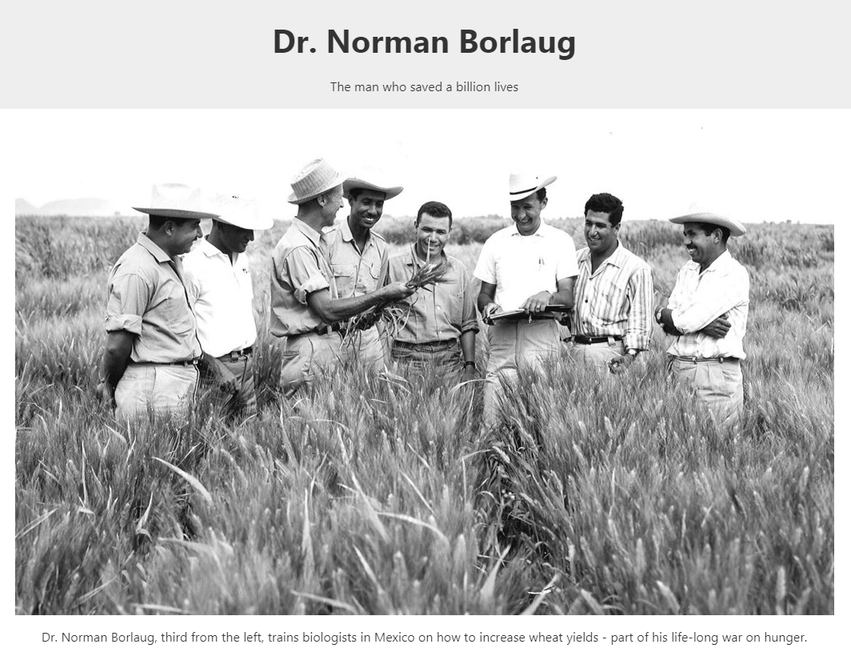 Dr. Norman Borlaug
The man who saved a billion lives
Dr. Norman Borlaug, third from the left, trains biologists in Mexico on how to increase wheat yields - part of his life-long war on hunger.